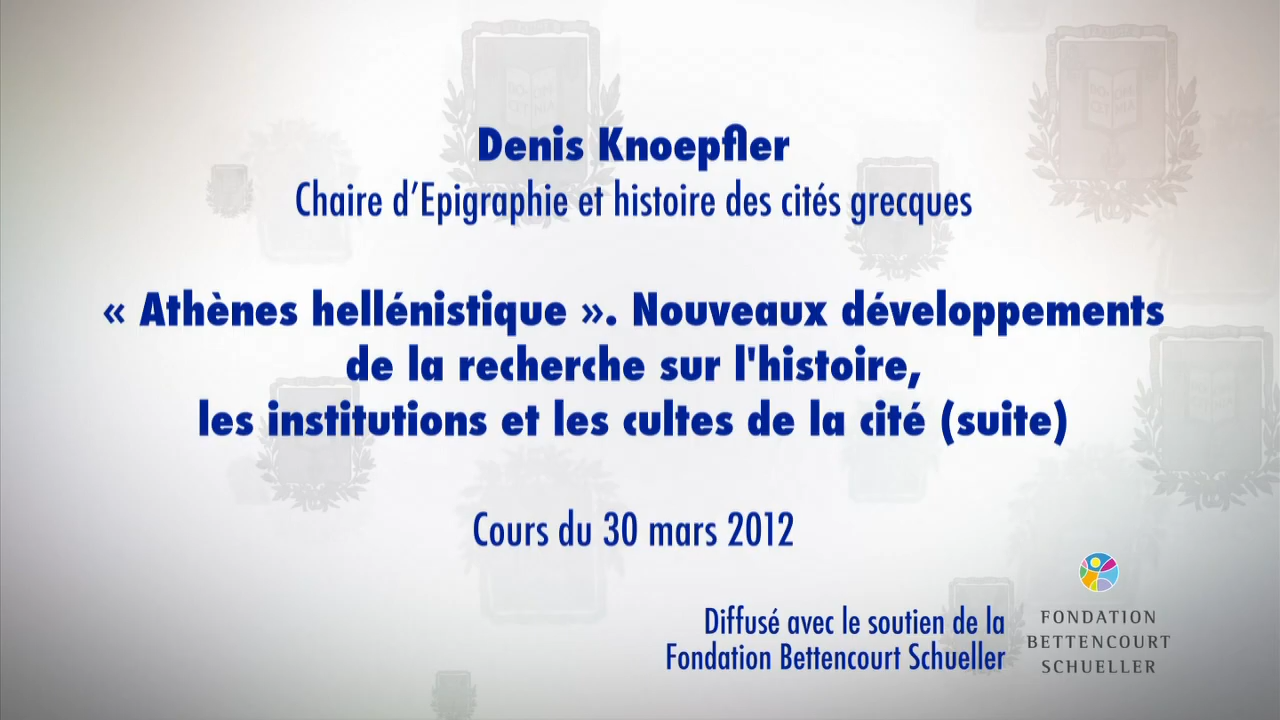 Denis Knoepfler
Chaire d’Epigraphie et histoire des cités grecques
« Athènes hellénistique ». Nouveaux développements
de la recherche sur l'histoire,
les institutions et les cultes de la cité (suite)
Cours du 30 mars 2012
Diffusé avec le soutien de la
Fondation Bettencourt Schueller
FONDATION
BETTENCOURT
SCHUELLER